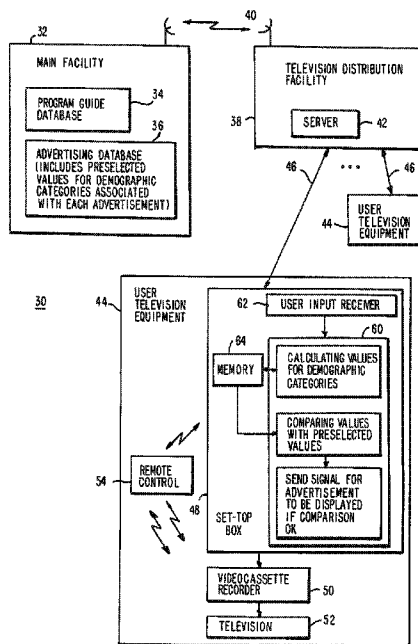 32
MAIN FACILITY
PROGRAM GUIDE
DATABASE
34
36
ADVERTISING DATABASE
(INCLUDES PRESELECTED
VALUES FOR DEMOGRAPHIC
CATEGORIES ASSOCIATED
WITH EACH ADVERTISEMENT)
40
TELEVISION DISTRIBUTION
FACILITY
38
SERVER
42
46
...
46
44
USER
TELEVISION
EQUIPMENT
30
44
USER
TELEVISION
EQUIPMENT
62
USER INPUT RECEIVER
60
64
MEMORY
CALCULATING VALUES
FOR DEMOGRAPHIC
CATEGORIES
COMPARING VALUES
WITH PRESELECTED
VALUES
SEND SIGNAL FOR
ADVERTISEMENT
TO BE DISPLAYED
IF COMPARISON
OK
54
REMOTE
CONTROL
48
SET-TOP
BOX
VIDEOCASSETTE
RECORDER
50
TELEVISION
52